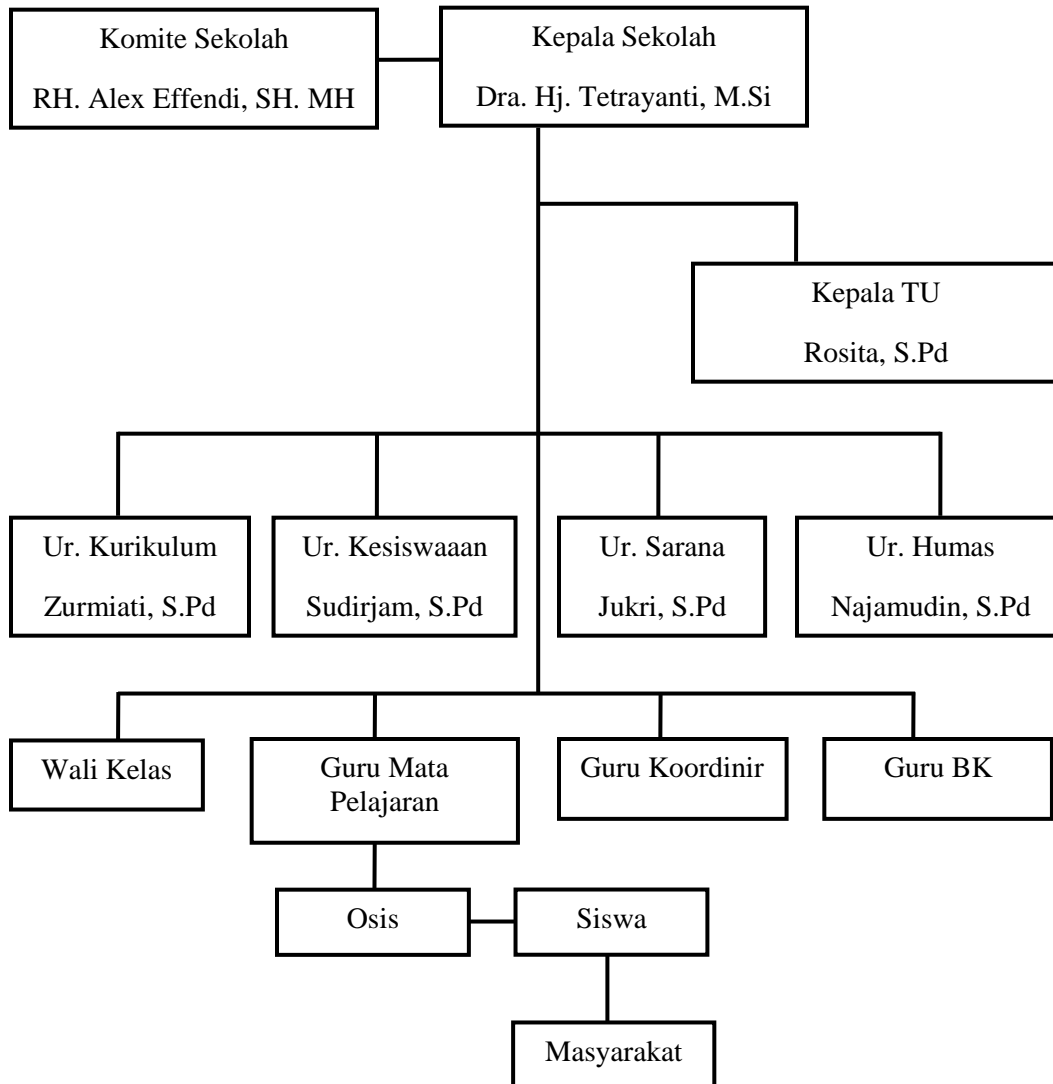 Komite Sekolah
RH. Alex Effendi, SH. MH
Kepala Sekolah
Dra. Hj. Tetrayanti, M.Si
Kepala TU
Rosita, S.Pd
Ur. Kurikulum
Zurmiati, S.Pd
Ur. Kesiswaaan
Sudirjam, S.Pd
Ur. Sarana
Jukri, S.Pd
Ur. Humas
Najamudin, S.Pd
Wali Kelas
Guru Mata
Pelajaran
Guru Koordinir
Guru BK
Osis
Siswa
Masyarakat